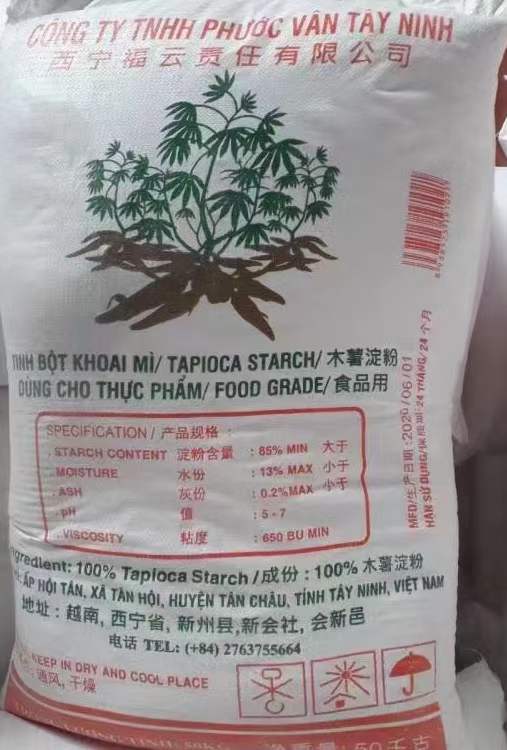 CÔNG TY TNHH PHƯỚC VÂN TÂY NINH
西宁福云责任有限公司
TINH BỘT KHOAI MÌ/ TAPIOCA STARCH/ 木薯淀粉
DÙNG CHO THỰC PHẨM/ FOOD GRADE/ 食品用
SPECIFICATION / 产品规格 :
. STARCH CONTENT 淀粉含量 : 85% MIN 大于
. MOISTURE 水份 : 13% MAX 小于
. ASH 灰份 : 0.2%MAX 小于
. pH 值 : 5 - 7
. VISCOSITY 粘度 : 650 BU MIN
MFD/生产日期 :2020/06/01
HẠN SỬ DỤNG/保质期: 24 THÁNG/ 24 个月
gredient: 100% Tapioca Starch / 成份 : 100% 木薯淀粉
: ẤP HỘI TÂN, XÃ TÂN HỘI, HUYỆN TÂN CHÂU, TỈNH TÂY NINH, VIỆT NAM
地址 : 越南, 西宁省, 新州县,新会社, 会新邑
电话 TEL: (+84) 2763755664
KEEP IN DRY AND COOL PLACE
通风, 干燥
50千克